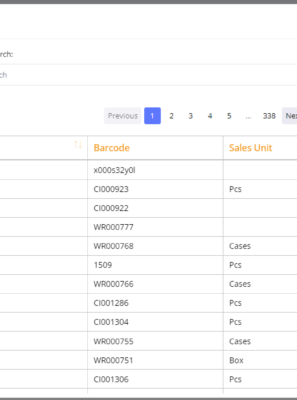 rch:
ch
Previous 1 2 3 4 5 ... 338 Nex
Barcode Sales Unit
x000s32y0l
CI000923 Pcs
CI000922
WR000777
WR000768 Cases
1509 Pcs
WR000766 Cases
CI001286 Pcs
CI001304 Pcs
WR000755 Cases
WR000751 Box
CI001306 Pcs